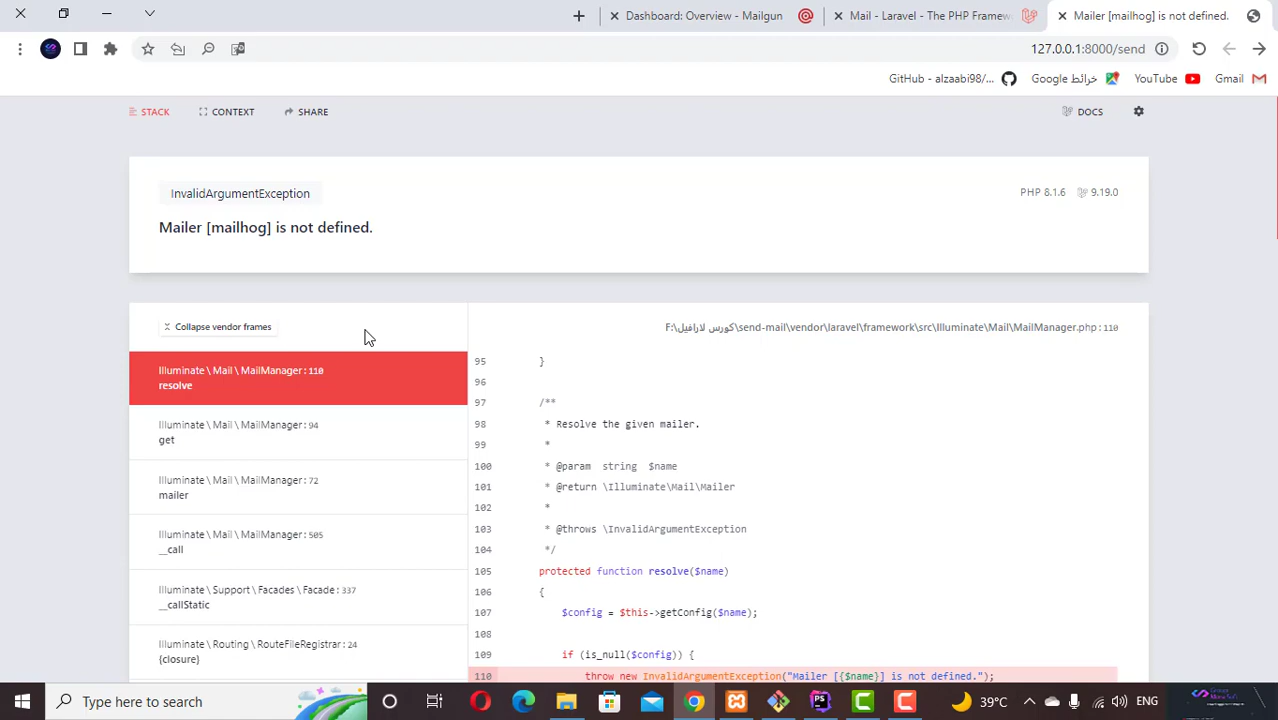 Dashboard: Overview - Mailgun
Mail - Laravel - The PHP Framew
Mailer [mailhog] is not defined.
127.0.0.1:8000/send
GitHub - alzaabi98/...
خرائط Google
YouTube
Gmail
STACK
CONTEXT
SHARE
DOCS
InvalidArgumentException
PHP 8.1.6
9.19.0
Mailer [mailhog] is not defined.
Collapse vendor frames
F:\كورس لارافيل\send-mail\vendor\laravel\framework\src\Illuminate\Mail\MailManager.php : 110
Illuminate \ Mail \ MailManager : 110
resolve
Illuminate \ Mail \ MailManager : 94
get
Illuminate \ Mail \ MailManager : 72
mailer
Illuminate \ Mail \ MailManager : 505
__call
Illuminate \ Support \ Facades \ Facade : 337
__callStatic
Illuminate \ Routing \ RouteFileRegistrar : 24
{closure}
95 }
96
97 /**
98 * Resolve the given mailer.
99 *
100 * @param string $name
101 * @return \Illuminate\Mail\Mailer
102 *
103 * @throws \InvalidArgumentException
104 */
105 protected function resolve($name)
106 {
107 $config = $this->getConfig($name);
108
109 if (is_null($config)) {
110 throw new InvalidArgumentException("Mailer [{$name}] is not defined.");
Type here to search
39°C
ENG